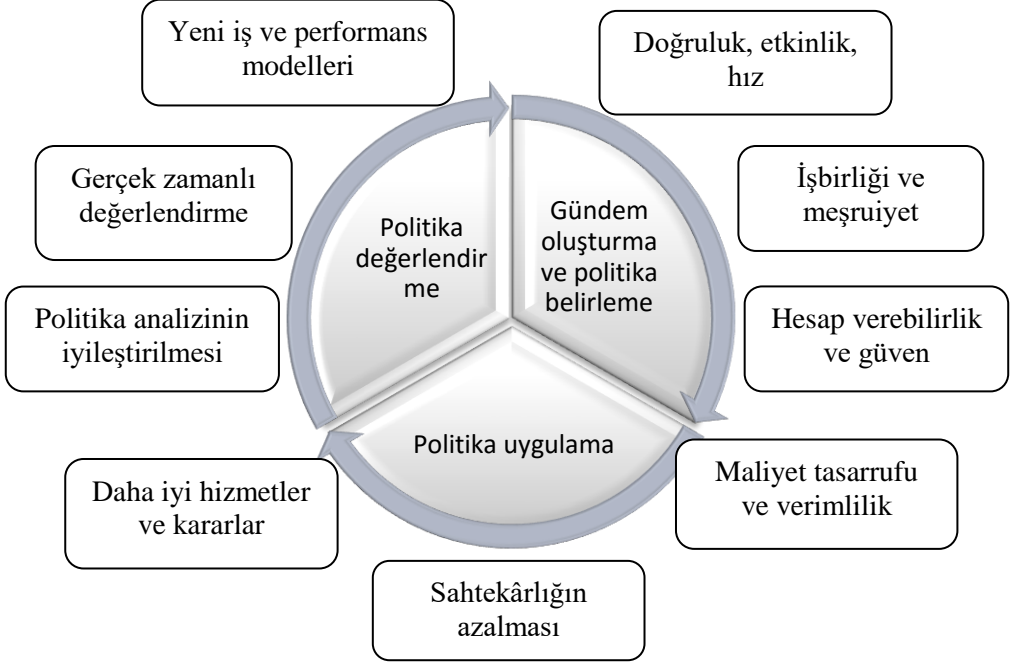 Yeni iş ve performans
modelleri
Doğruluk, etkinlik,
hız
Gerçek zamanlı
değerlendirme
İşbirliği ve
meşruiyet
Politika
değerlendir
me
Gündem
oluşturma
ve politika
belirleme
Politika analizinin
iyileştirilmesi
Hesap verebilirlik
ve güven
Politika uygulama
Daha iyi hizmetler
ve kararlar
Maliyet tasarrufu
ve verimlilik
Sahtekârlığın
azalması